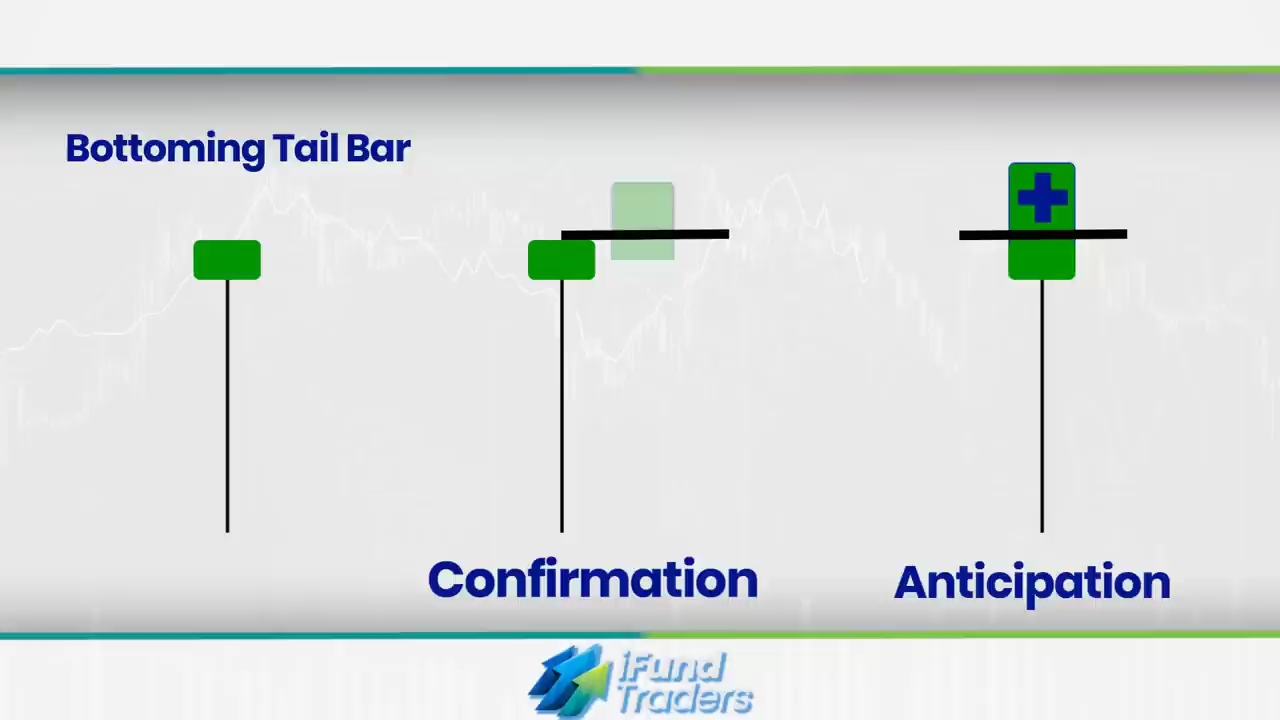 Bottoming Tail Bar
Confirmation
Anticipation
iFund
Traders